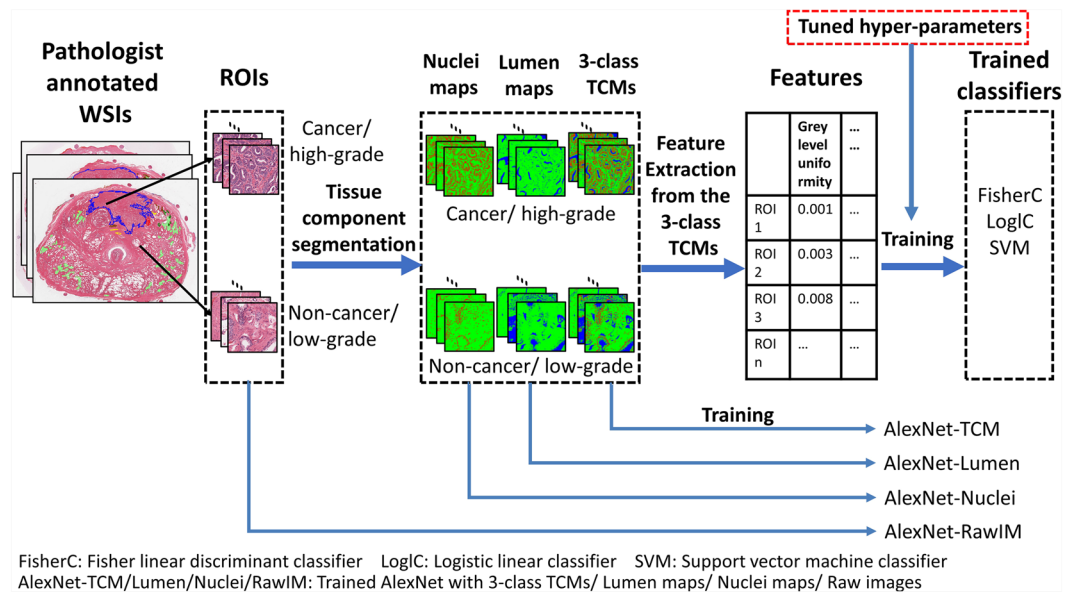 Tuned hyper-parameters
Pathologist
annotated
WSIs
ROIs
Nuclei
maps
Lumen
maps
3-class
TCMs
Features
Trained
classifiers
Cancer/
high-grade
Non-cancer/
low-grade
Tissue
component
segmentation
Cancer/ high-grade
Non-cancer/ low-grade
Feature
Extraction
from the
3-class
TCMs
Grey
level
unifo
rmity
...
...
ROI
1
0.001
...
ROI
2
0.003
...
ROI
3
0.008
...
ROI
n
...
...
Training
FisherC
LoglC
SVM
Training
AlexNet-TCM
AlexNet-Lumen
AlexNet-Nuclei
AlexNet-RawIM
FisherC: Fisher linear discriminant classifier LoglC: Logistic linear classifier SVM: Support vector machine classifier
AlexNet-TCM/Lumen/Nuclei/RawIM: Trained AlexNet with 3-class TCMs/ Lumen maps/ Nuclei maps/ Raw images